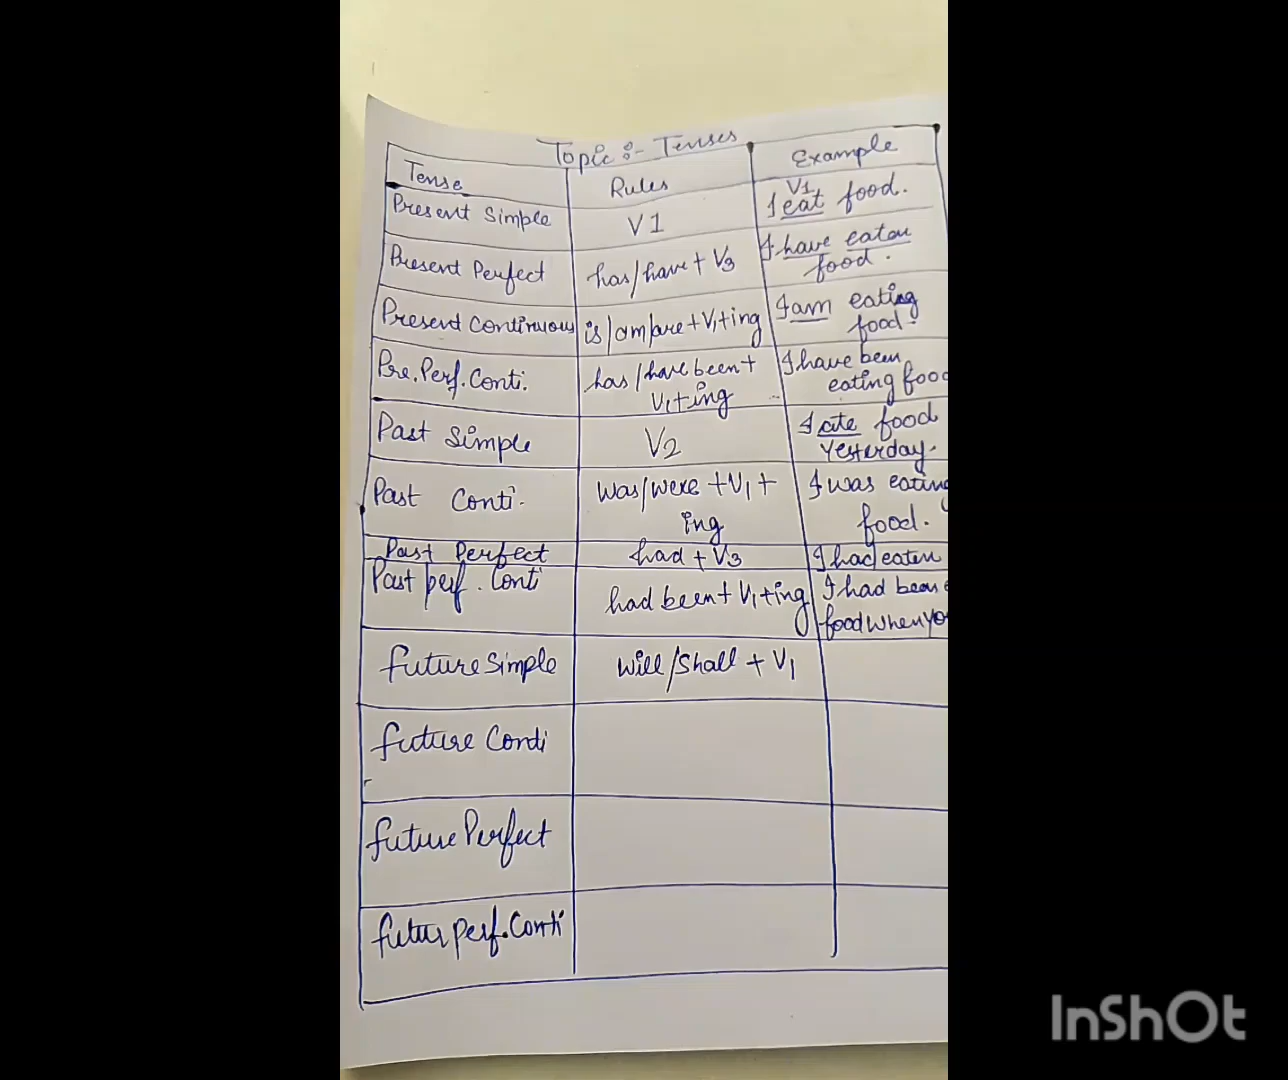 Topic :- Tenses
Tense Rules Example
Present Simple V1 V1
I eat food.
Present Perfect has/have + V3 I have eaten
food.
Present Continuous is/am/are + V1+ing I am eating
food.
Pre. Perf. Conti. has/have been + I have been
V1+ing eating food
Past Simple V2 I ate food
Yesterday.
Past Conti. was/were + V1 + I was eating
ing food.
Past Perfect had + V3 I had eaten
Past perf. Conti had been + V1+ing I had been
food when yo
future Simple will/Shall + V1
future Conti
future Perfect
futur perf. Conti
InShOt